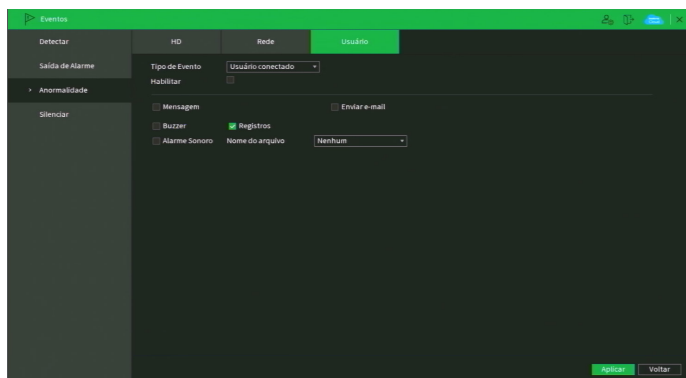 Eventos
Detectar
HD
Rede
Usuário
Saída de Alarme
Anormalidade
Silenciar
Tipo de Evento
Usuário conectado
Habilitar
Mensagem
Enviar e-mail
Buzzer
Registros
Alarme Sonoro
Nome do arquivo
Nenhum
Aplicar
Voltar